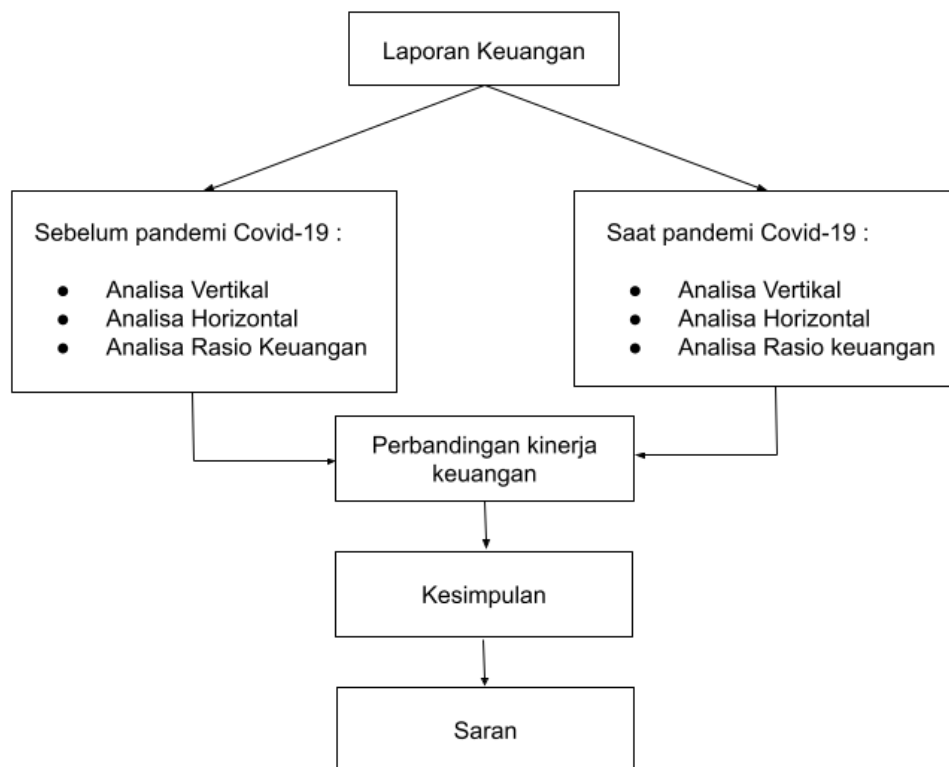 Laporan Keuangan
Sebelum pandemi Covid-19 :
● Analisa Vertikal
● Analisa Horizontal
● Analisa Rasio Keuangan
Saat pandemi Covid-19 :
● Analisa Vertikal
● Analisa Horizontal
● Analisa Rasio keuangan
Perbandingan kinerja
keuangan
Kesimpulan
Saran